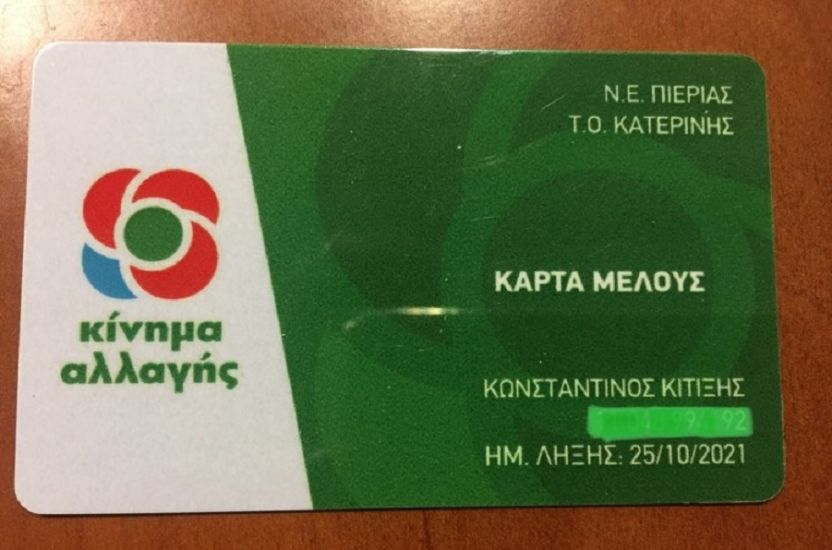 Ν.Ε. ΠΙΕΡΙΑΣ
Τ.Ο. ΚΑΤΕΡΙΝΗΣ
ΚΑΡΤΑ ΜΕΛΟΥΣ
κίνημα
αλλαγής
ΚΩΝΣΤΑΝΤΙΝΟΣ ΚΙΤΙΞΗΣ
ΗΜ. ΛΗΞΗΣ: 25/10/2021